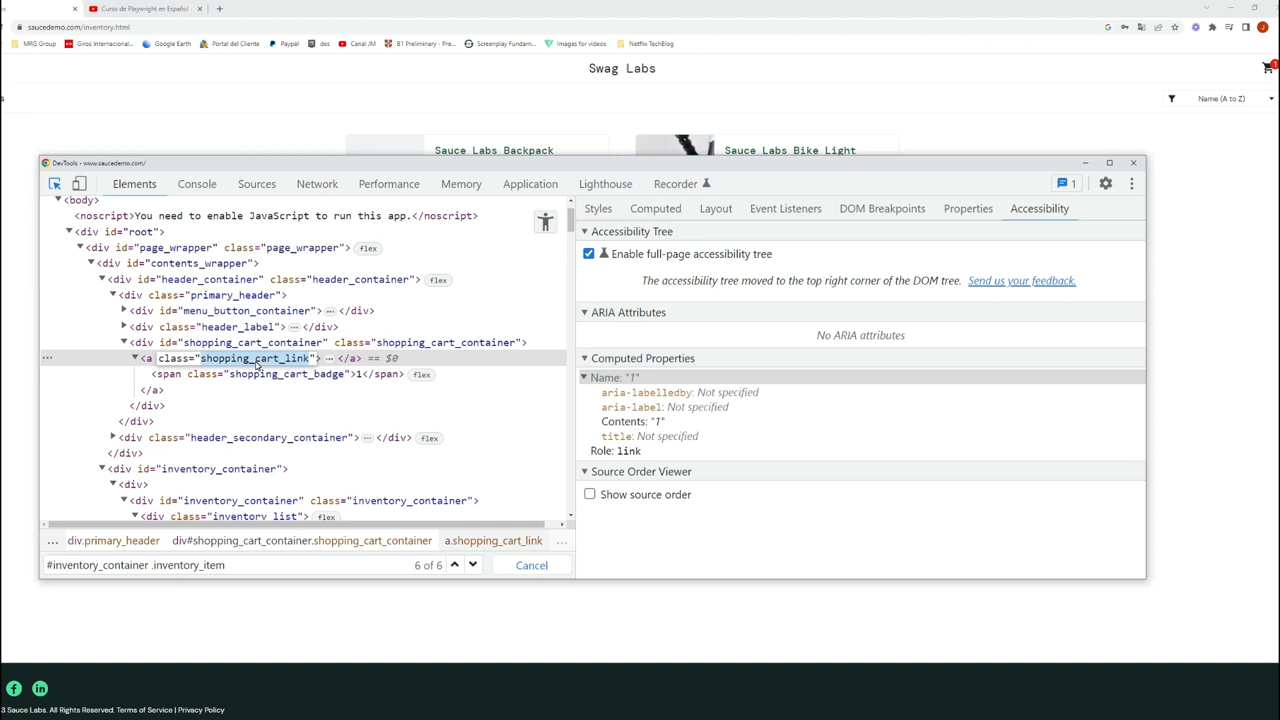 Curso de Playwright en Español
saucedemo.com/inventory.html
MRG Group
Giros Internacional...
Google Earth
Portal del Cliente
Paypal
des
Canal JM
B1 Preliminary - Pre...
Screenplay Fundam...
Images for videos
Netflix TechBlog
Swag Labs
1
Name (A to Z)
Sauce Labs Backpack
Sauce Labs Bike Light
DevTools - www.saucedemo.com/
Elements
Console
Sources
Network
Performance
Memory
Application
Lighthouse
Recorder
1
<body>
<noscript>You need to enable JavaScript to run this app.</noscript>
<div id="root">
<div id="page_wrapper" class="page_wrapper"> flex
<div id="contents_wrapper">
<div id="header_container" class="header_container"> flex
<div class="primary_header">
<div id="menu_button_container"> … </div>
<div class="header_label"> … </div>
<div id="shopping_cart_container" class="shopping_cart_container">
<a class="shopping_cart_link"> … </a> == $0
<span class="shopping_cart_badge">1</span> flex
</a>
</div>
</div>
<div class="header_secondary_container"> … </div> flex
</div>
<div id="inventory_container">
<div>
<div id="inventory_container" class="inventory_container">
<div class="inventory_list"> flex
… div.primary_header div#shopping_cart_container.shopping_cart_container a.shopping_cart_link …
#inventory_container .inventory_item
6 of 6
Cancel
Styles
Computed
Layout
Event Listeners
DOM Breakpoints
Properties
Accessibility
Accessibility Tree
Enable full-page accessibility tree
The accessibility tree moved to the top right corner of the DOM tree. Send us your feedback.
ARIA Attributes
No ARIA attributes
Computed Properties
Name: "1"
aria-labelledby: Not specified
aria-label: Not specified
Contents: "1"
title: Not specified
Role: link
Source Order Viewer
Show source order
3 Sauce Labs. All Rights Reserved. Terms of Service | Privacy Policy